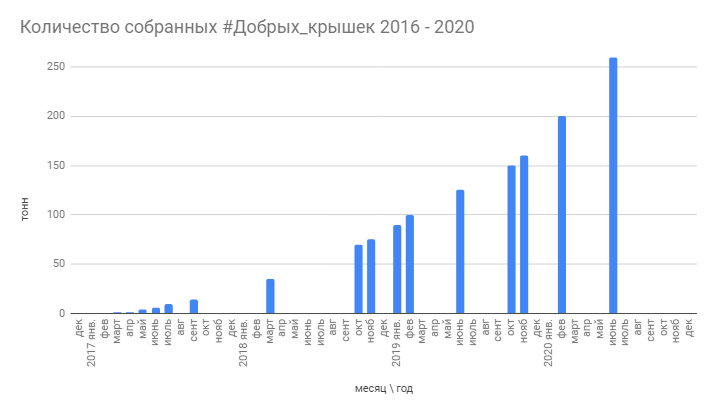 Количество собранных #Добрых_крышек 2016 - 2020
250
200
150
100
50
0
тонн
дек
2017 янв.
фев
март
апр
май
июнь
июль
авг
сент
окт
нояб
дек
2018 янв.
фев
март
апр
май
июнь
июль
авг
сент
окт
нояб
дек
2019 янв.
фев
март
апр
май
июнь
июль
авг
сент
окт
нояб
дек
2020 янв.
фев
март
апр
май
июнь
июль
авг
сент
окт
нояб
дек
месяц \ год